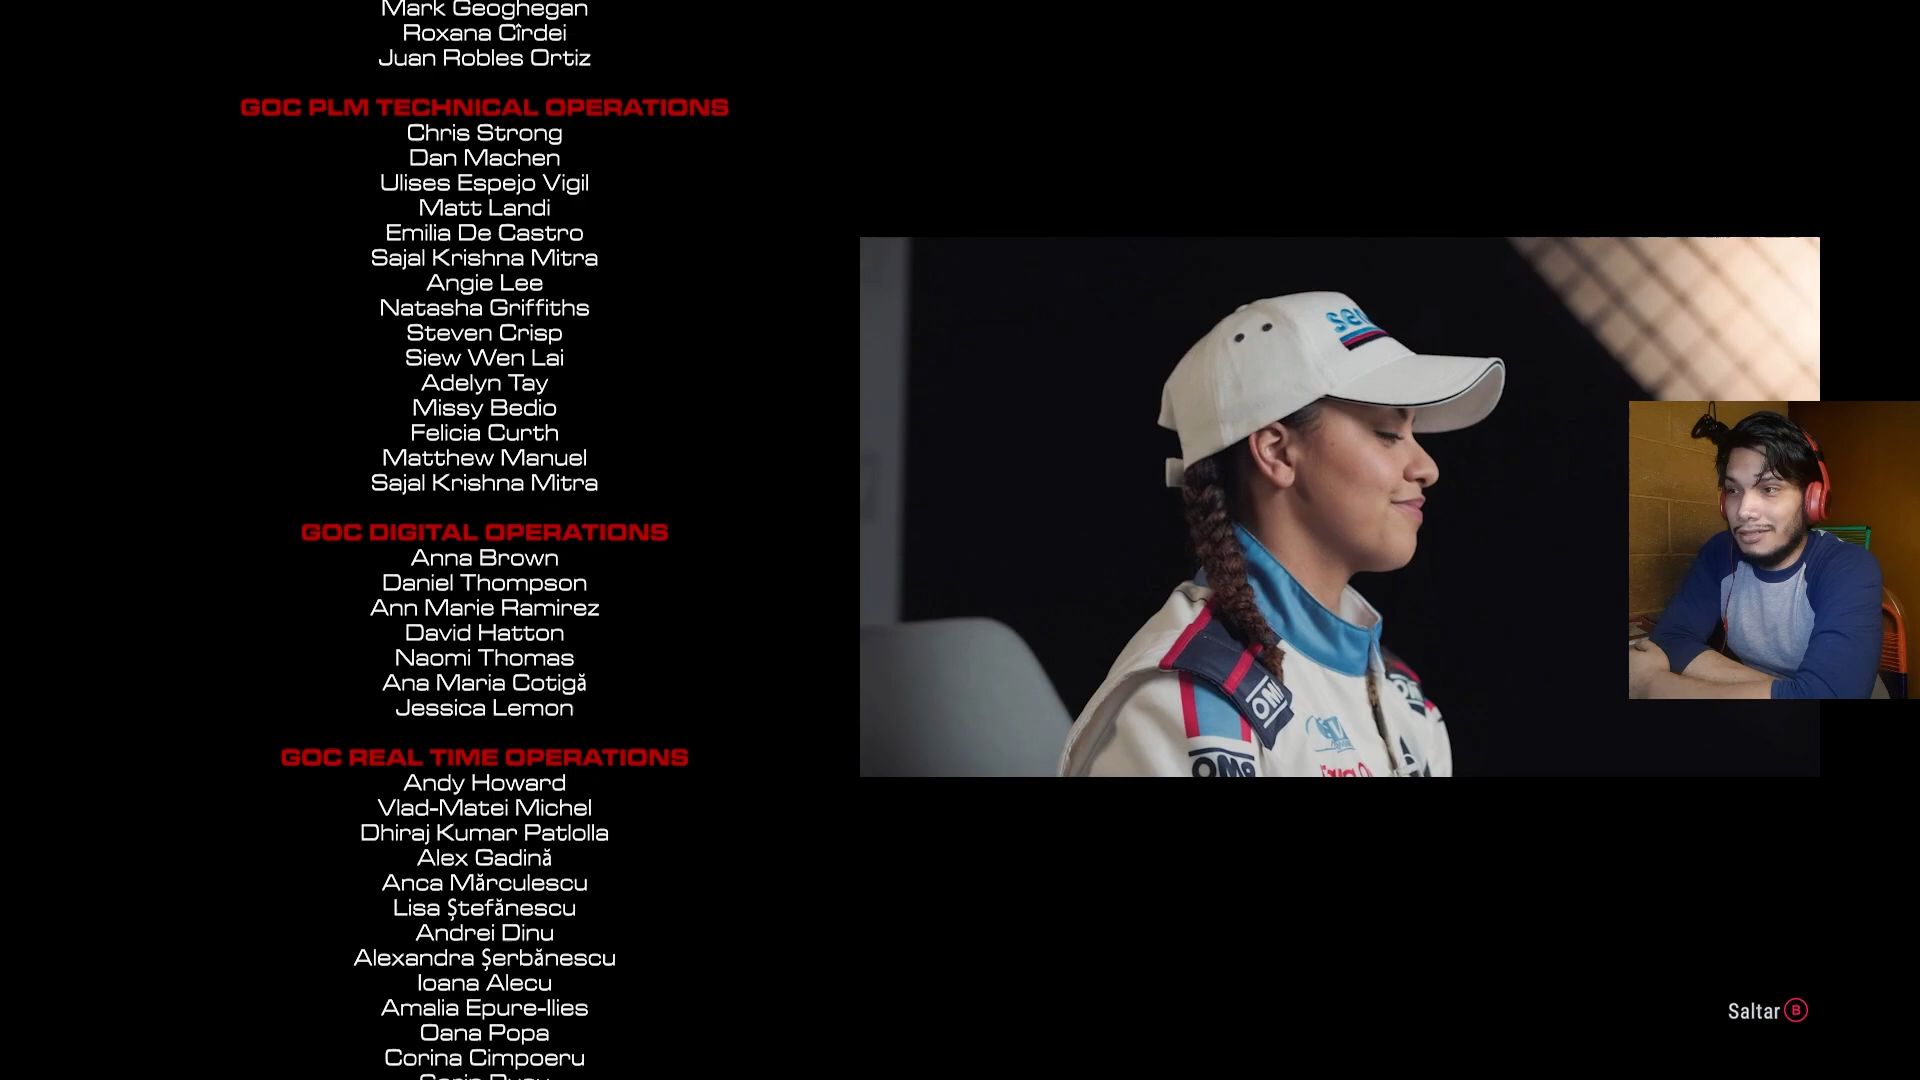 Mark Geoghegan
Roxana Cîrdei
Juan Robles Ortiz
GOC PLM TECHNICAL OPERATIONS
Chris Strong
Dan Machen
Ulises Espejo Vigil
Matt Landi
Emilia De Castro
Sajal Krishna Mitra
Angie Lee
Natasha Griffiths
Steven Crisp
Siew Wen Lai
Adelyn Tay
Missy Bedio
Felicia Curth
Matthew Manuel
Sajal Krishna Mitra
GOC DIGITAL OPERATIONS
Anna Brown
Daniel Thompson
Ann Marie Ramirez
David Hatton
Naomi Thomas
Ana Maria Cotigă
Jessica Lemon
GOC REAL TIME OPERATIONS
Andy Howard
Vlad-Matei Michel
Dhiraj Kumar Patlolla
Alex Gadină
Anca Mărculescu
Lisa Ştefănescu
Andrei Dinu
Alexandra Şerbănescu
Ioana Alecu
Amalia Epure-Ilies
Oana Popa
Corina Cimpoeru
OMP
Saltar B